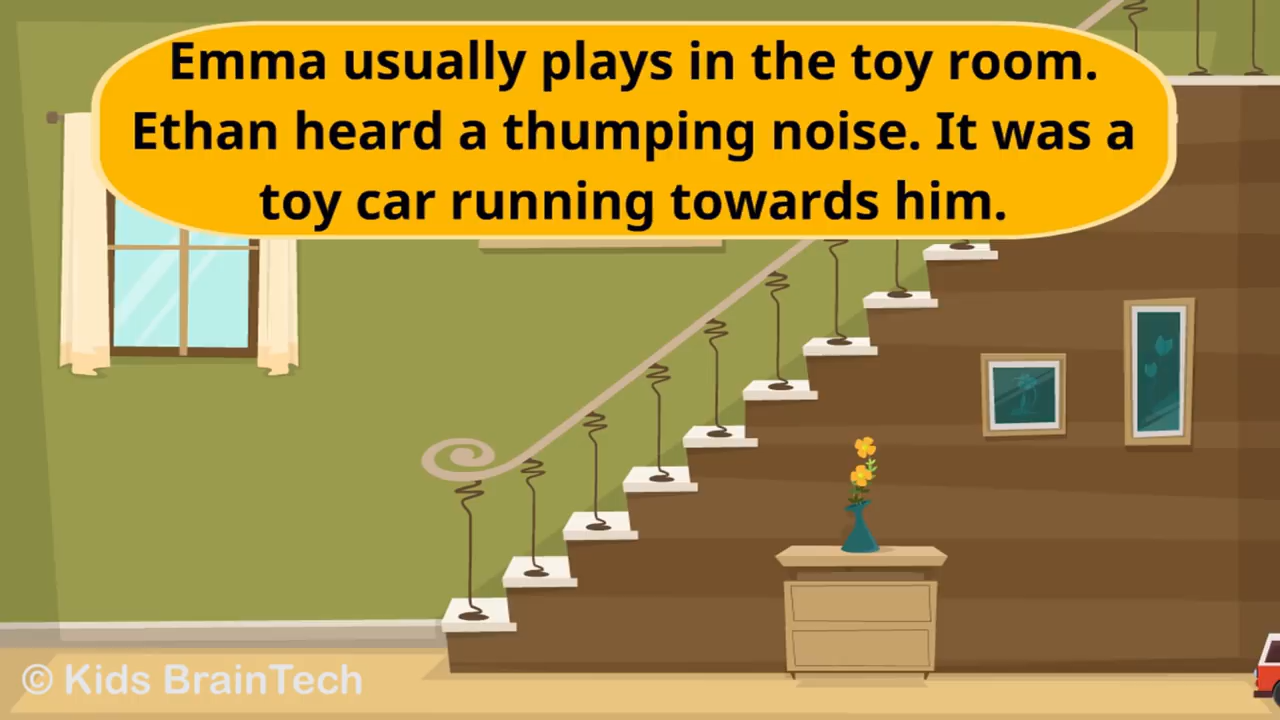 Emma usually plays in the toy room.
Ethan heard a thumping noise. It was a
toy car running towards him.
© Kids BrainTech